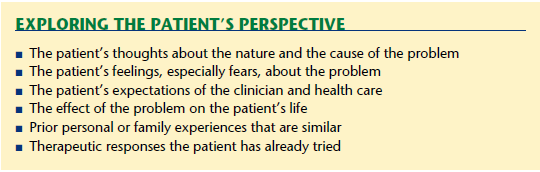 EXPLORING THE PATIENT'S PERSPECTIVE
■ The patient's thoughts about the nature and the cause of the problem
■ The patient's feelings, especially fears, about the problem
■ The patient's expectations of the clinician and health care
■ The effect of the problem on the patient's life
■ Prior personal or family experiences that are similar
■ Therapeutic responses the patient has already tried